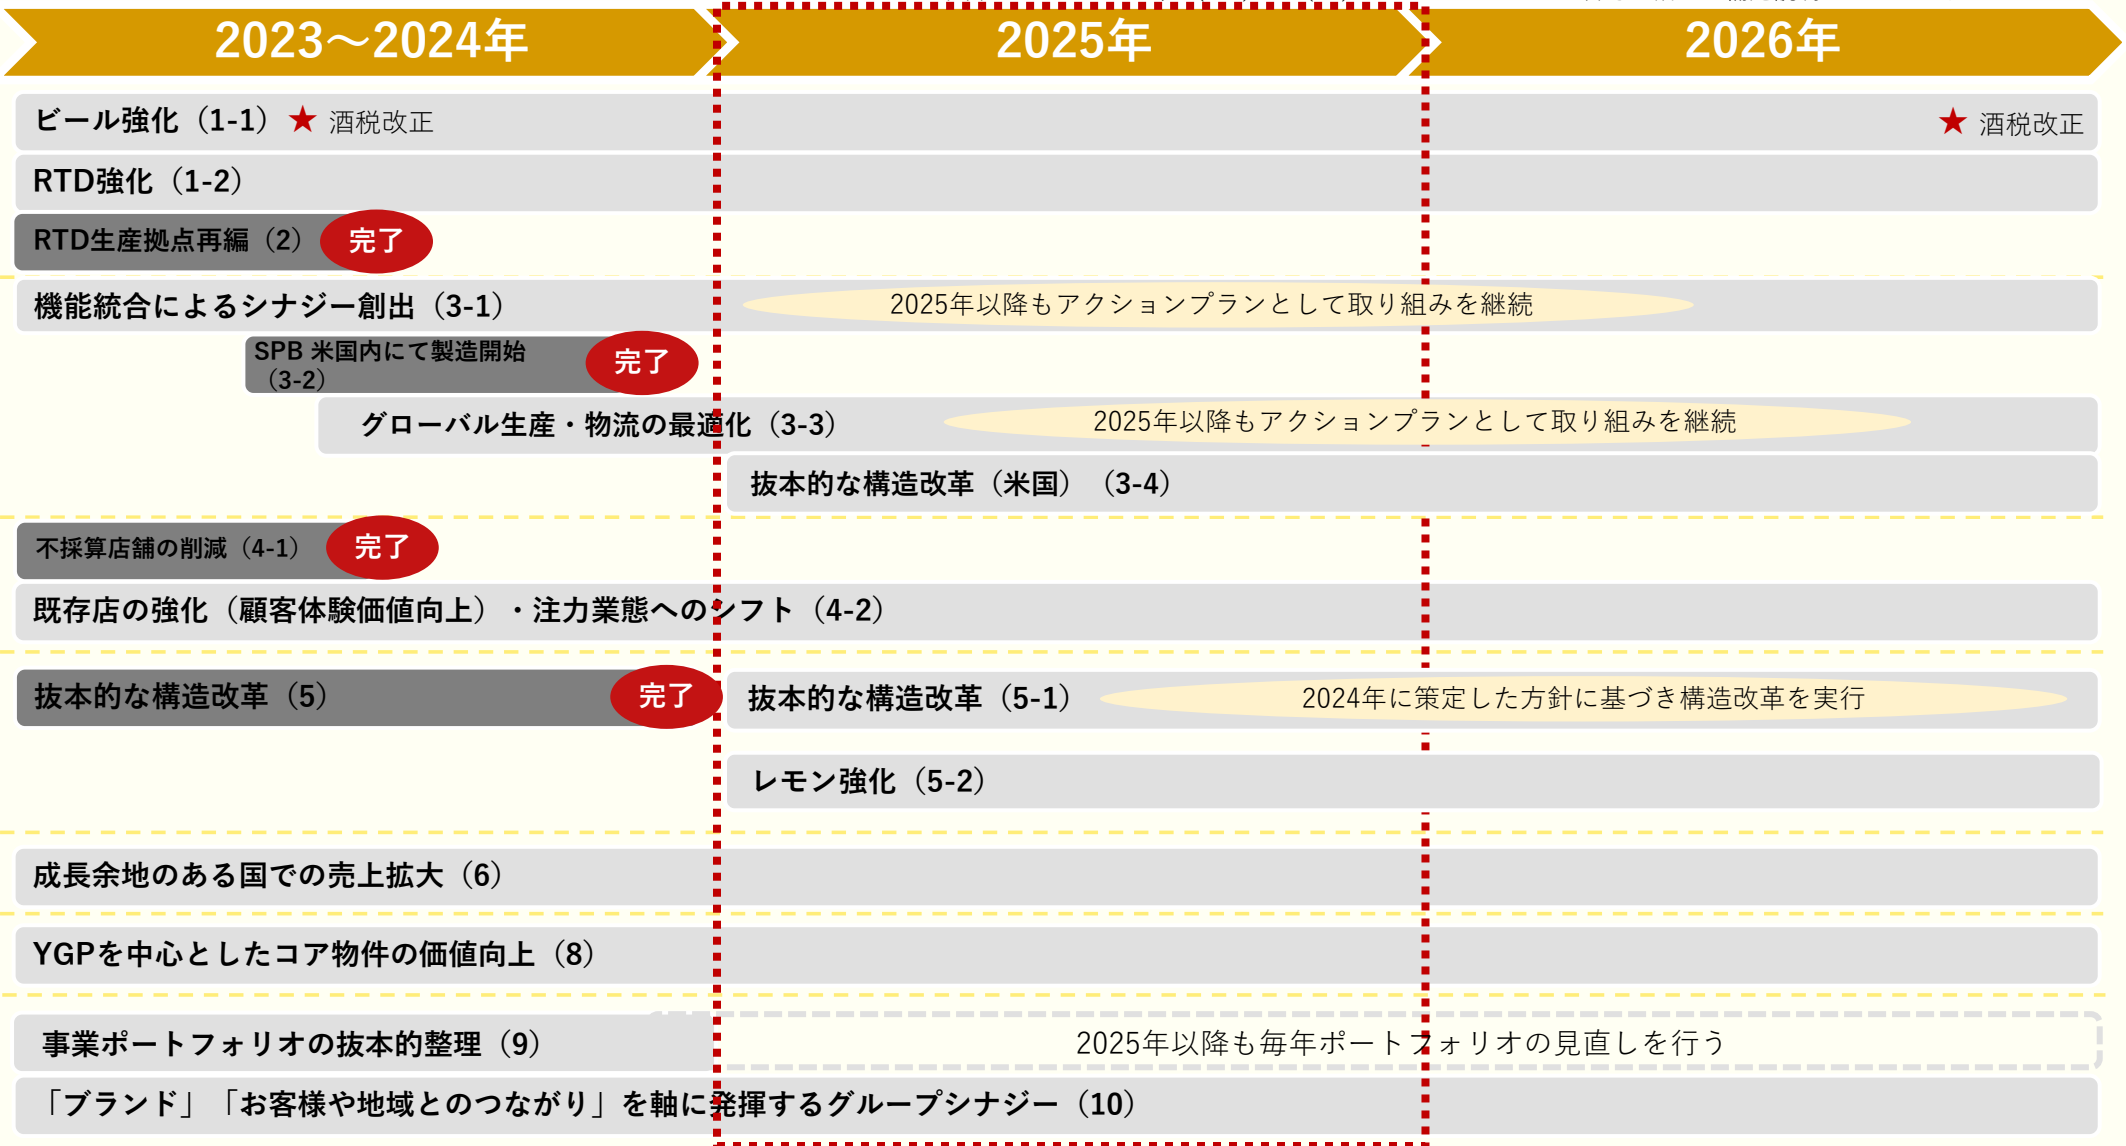 2023～2024年
2025年
2026年
ビール強化（1-1）
★ 酒税改正
★ 酒税改正
RTD強化（1-2）
RTD生産拠点再編（2）
完了
機能統合によるシナジー創出（3-1）
2025年以降もアクションプランとして取り組みを継続
SPB 米国内にて製造開始
（3-2）
完了
グローバル生産・物流の最適化（3-3）
2025年以降もアクションプランとして取り組みを継続
抜本的な構造改革（米国）（3-4）
不採算店舗の削減（4-1）
完了
既存店の強化（顧客体験価値向上）・注力業態へのシフト（4-2）
抜本的な構造改革（5）
完了
抜本的な構造改革（5-1）
2024年に策定した方針に基づき構造改革を実行
レモン強化（5-2）
成長余地のある国での売上拡大（6）
YGPを中心としたコア物件の価値向上（8）
事業ポートフォリオの抜本的整理（9）
2025年以降も毎年ポートフォリオの見直しを行う
「ブランド」「お客様や地域とのつながり」を軸に発揮するグループシナジー（10）